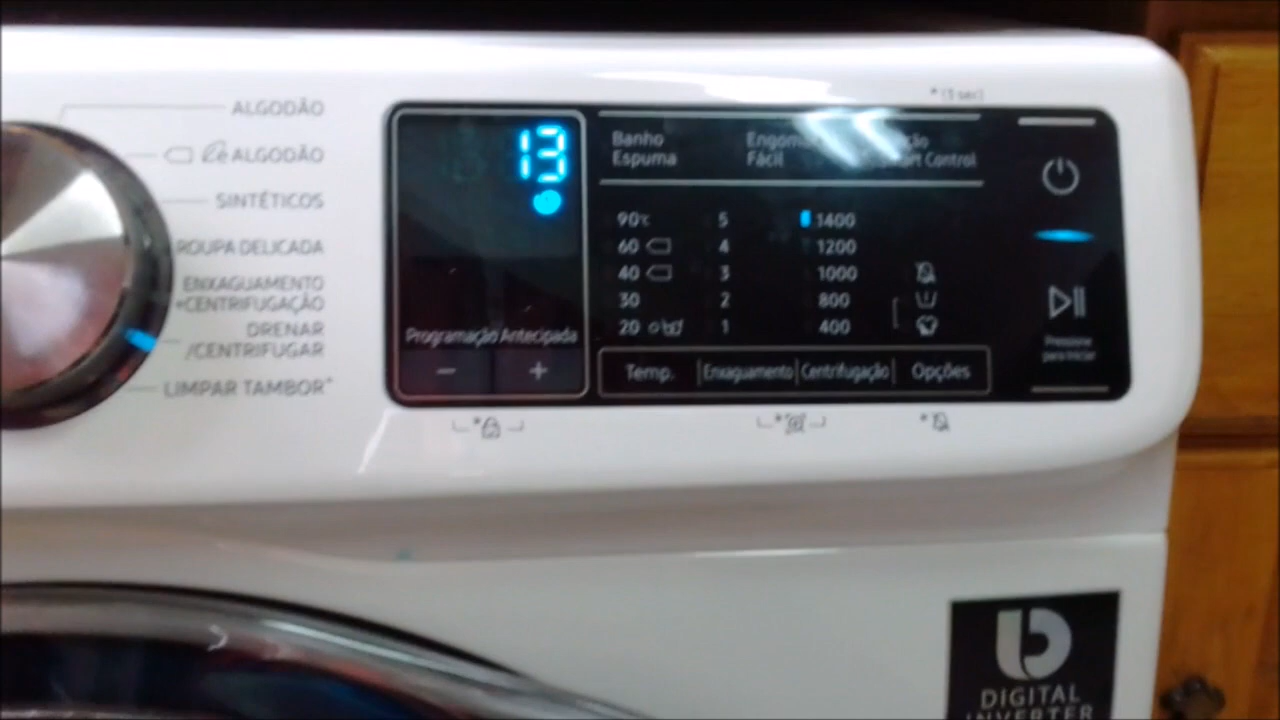 ALGODÃO
ALGODÃO
SINTÉTICOS
ROUPA DELICADA
ENXAGUAMENTO
+CENTRIFUGAÇÃO
DRENAR
/CENTRIFUGAR
LIMPAR TAMBOR*
13
Programação Antecipada
- +
*(3 sec)
Banho
Espuma
Fácil
Control
90℃ 5 1400
60 4 1200
40 3 1000
30 2 800
20 1 400
Temp. Enxaguamento Centrifugação Opções
Pressione
para Iniciar
DIGITAL
INVERTER